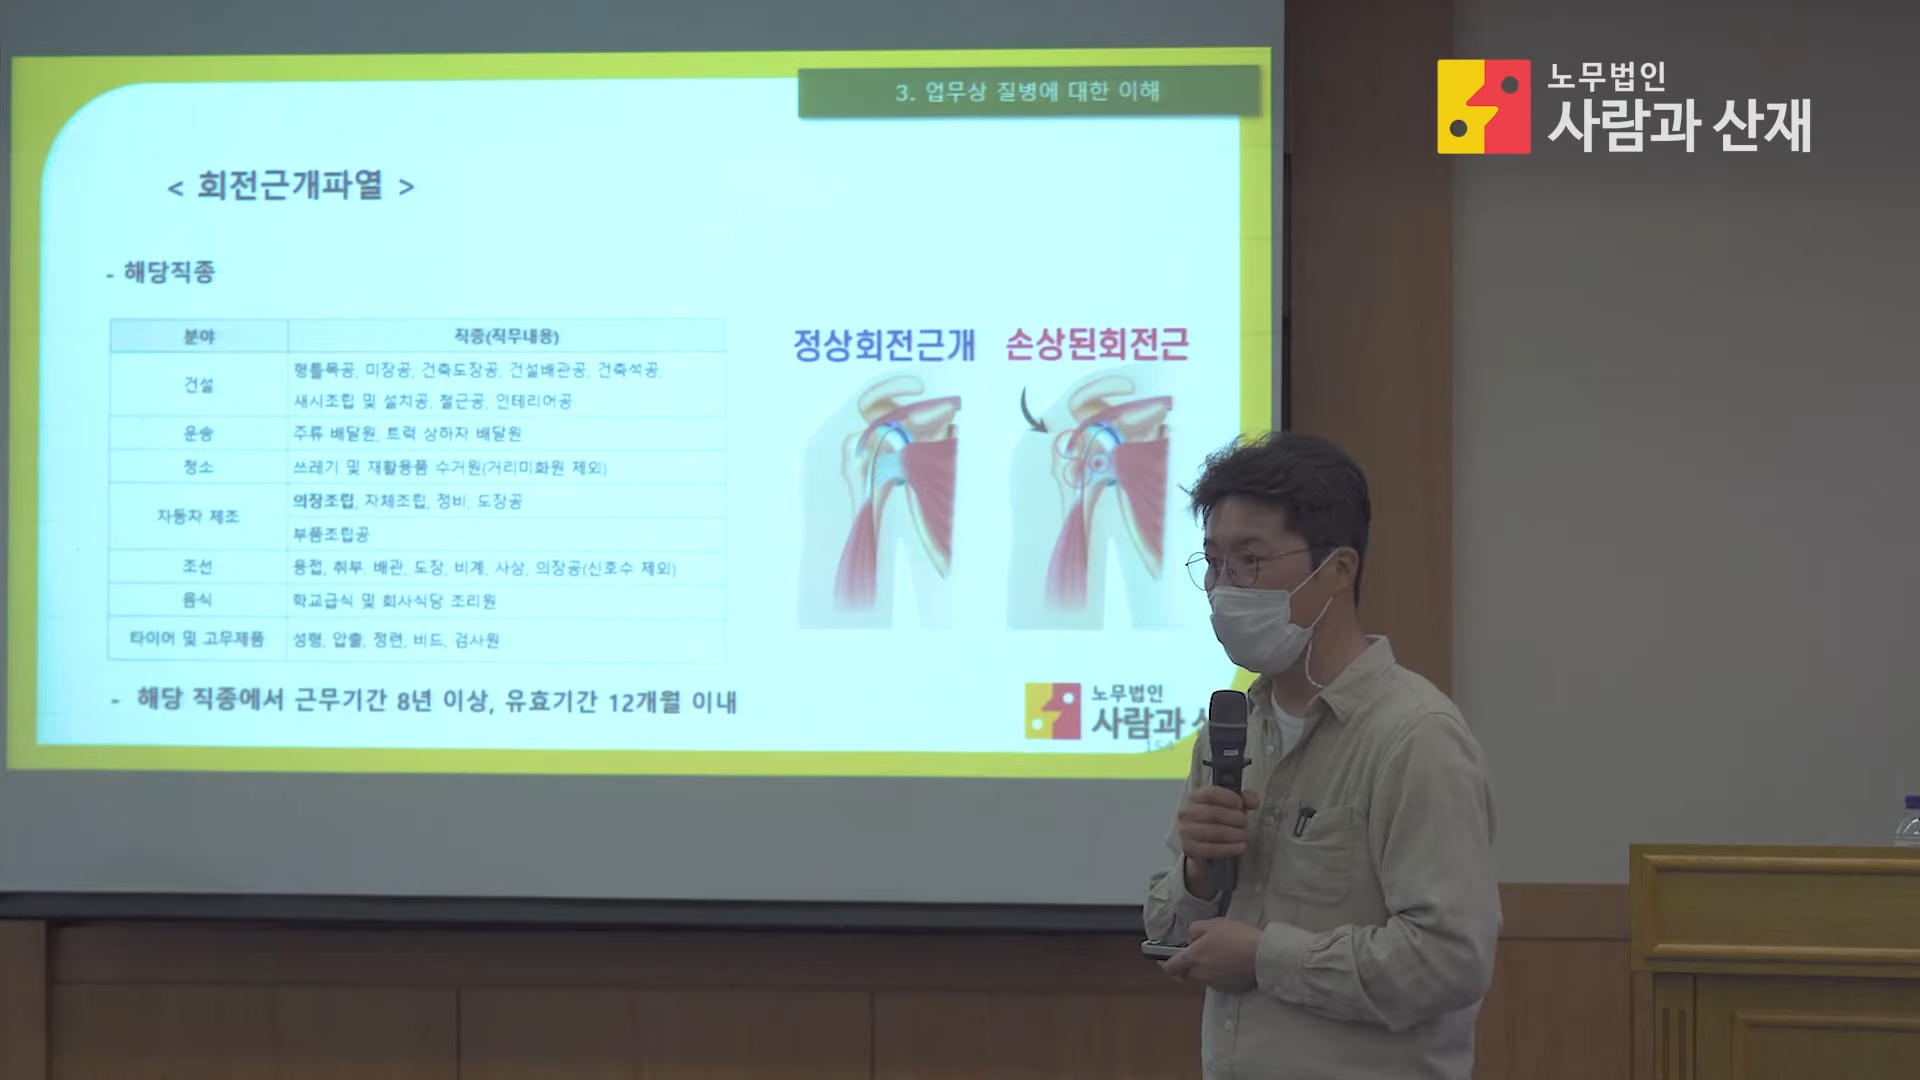 3. 업무상 질병에 대한 이해
노무법인
사람과 산재
< 회전근개파열 >
- 해당직종
분야 직종(직무내용)
건설 형틀목공, 미장공, 건축도장공, 건설배관공, 건축석공,
새시조립 및 설치공, 철근공, 인테리어공
운송 주류 배달원, 트럭 상하차 배달원
청소 쓰레기 및 재활용품 수거원(거리미화원 제외)
자동차 제조 의장조립, 차체조립, 정비, 도장공
부품조립공
조선 용접, 취부, 배관, 도장, 비계, 사상, 의장공(신호수 제외)
음식 학교급식 및 회사식당 조리원
타이어 및 고무제품 성형, 압출, 정련, 비드, 검사원
정상회전근개 손상된회전근
- 해당 직종에서 근무기간 8년 이상, 유효기간 12개월 이내
노무법인
사람과
154